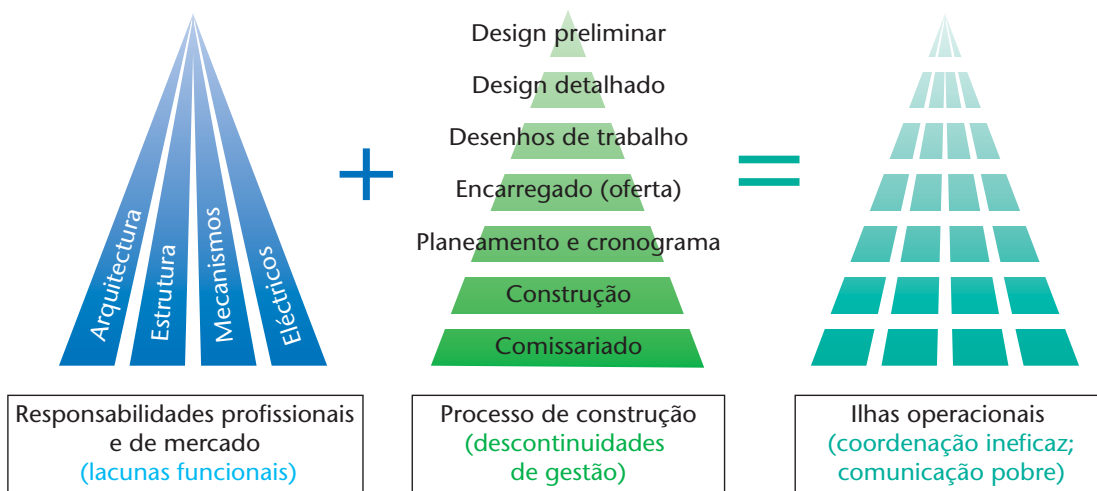 Arquitectura
Estrutura
Mecanismos
Eléctricos
+
Design preliminar
Design detalhado
Desenhos de trabalho
Encarregado (oferta)
Planeamento e cronograma
Construção
Comissariado
=
Responsabilidades profissionais
e de mercado
(lacunas funcionais)
Processo de construção
(descontinuidades
de gestão)
Ilhas operacionais
(coordenação ineficaz;
comunicação pobre)